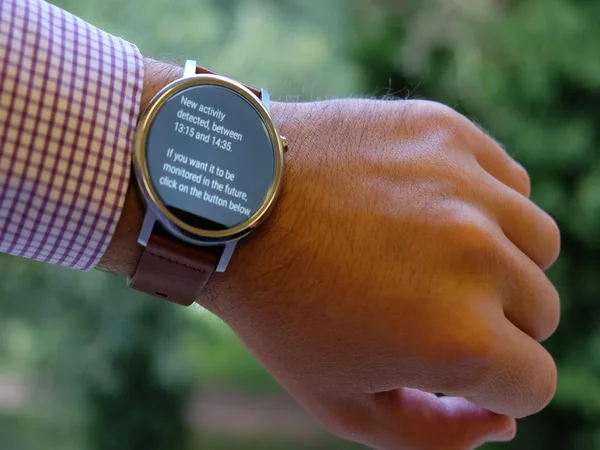 New activity
detected, between
13:15 and 14:35.
If you want it to be
monitored in the future,
click on the button below.